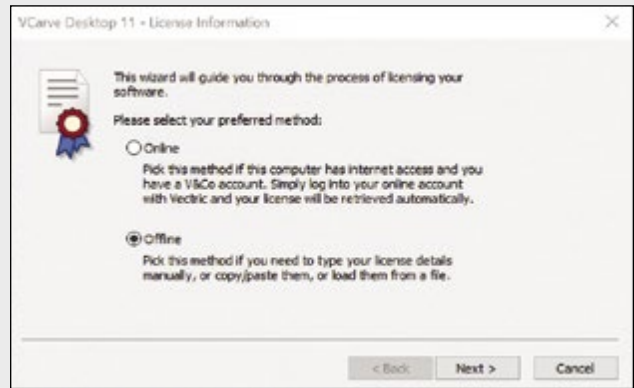 VCarve Desktop 11 - License Information
This wizard will guide you through the process of licensing your
software.
Please select your preferred method:
Online
Pick this method if this computer has internet access and you
have a V&Co account. Simply log into your online account
with Vectric and your license will be retrieved automatically.
Offline
Pick this method if you need to type your license details
manually, or copy/paste them, or load them from a file.
< Back
Next >
Cancel